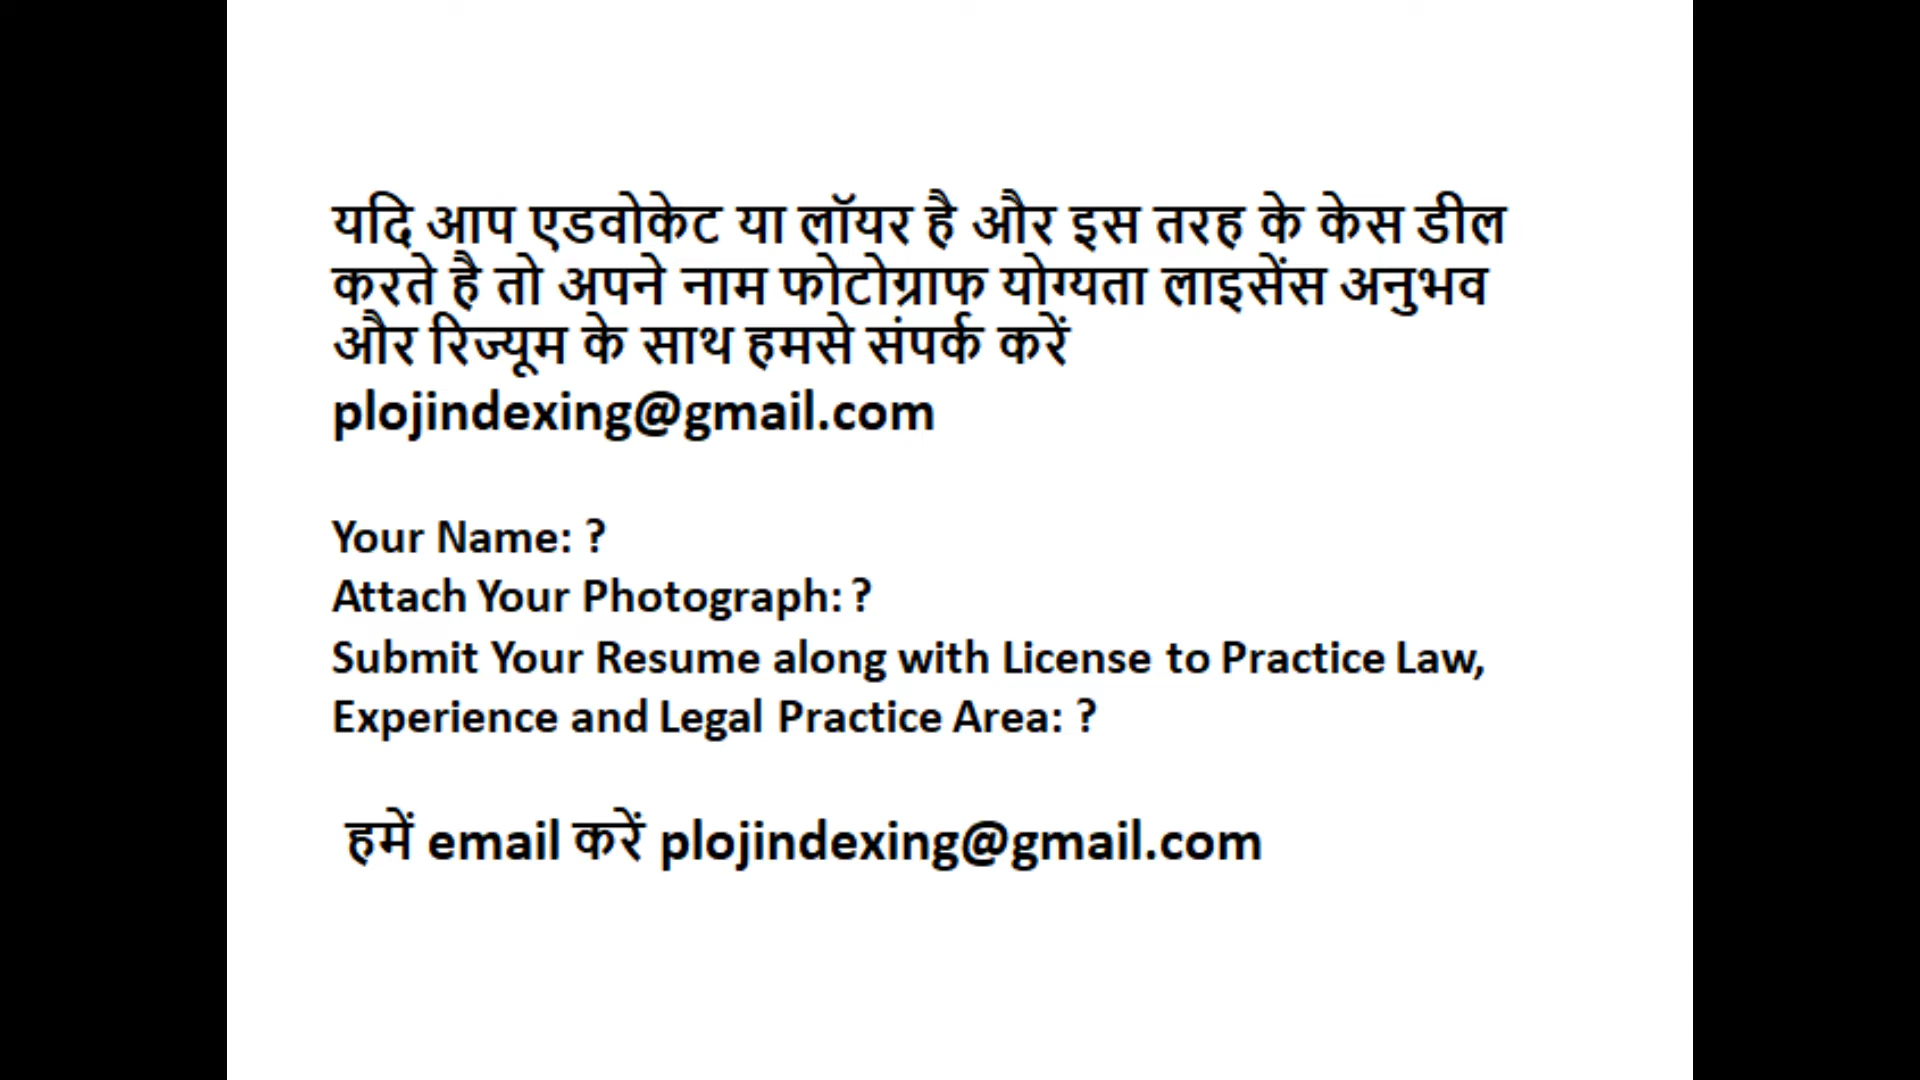 यदि आप एडवोकेट या लॉयर है और इस तरह के केस डील
करते है तो अपने नाम फोटोग्राफ योग्यता लाइसेंस अनुभव
और रिज्यूम के साथ हमसे संपर्क करें
plojindexing@gmail.com
Your Name: ?
Attach Your Photograph: ?
Submit Your Resume along with License to Practice Law,
Experience and Legal Practice Area: ?
हमें email करें plojindexing@gmail.com